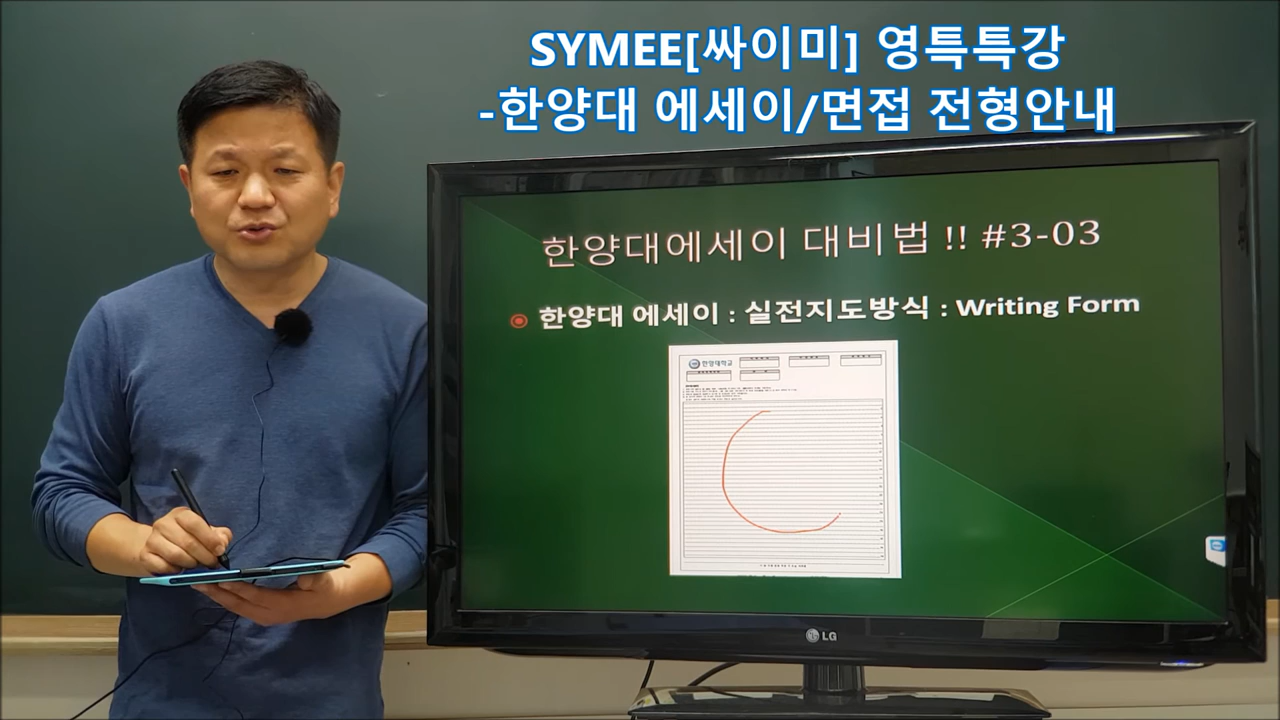 SYMEE[싸이미] 영특특강
-한양대 에세이/면접 전형안내
한양대에세이 대비법 !! #3-03
한양대 에세이 : 실전지도방식 : Writing Form
한양대학교
LG